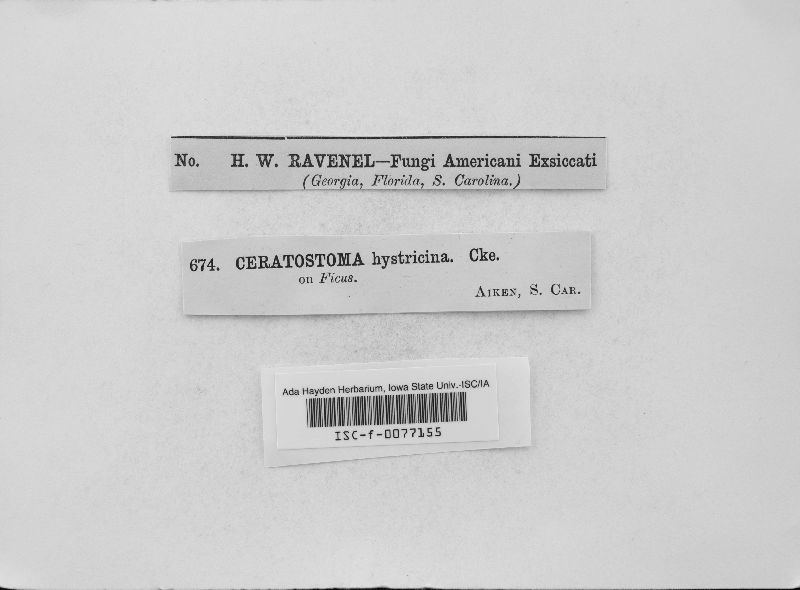 No. H. W. RAVENEL—Fungi Americani Exsiccati
(Georgia, Florida, S. Carolina.)
674. CERATOSTOMA hystricina. Cke.
on Ficus.
AIKEN, S. CAR.
Ada Hayden Herbarium, Iowa State Univ.-ISC/IA
ISC-f-0077155